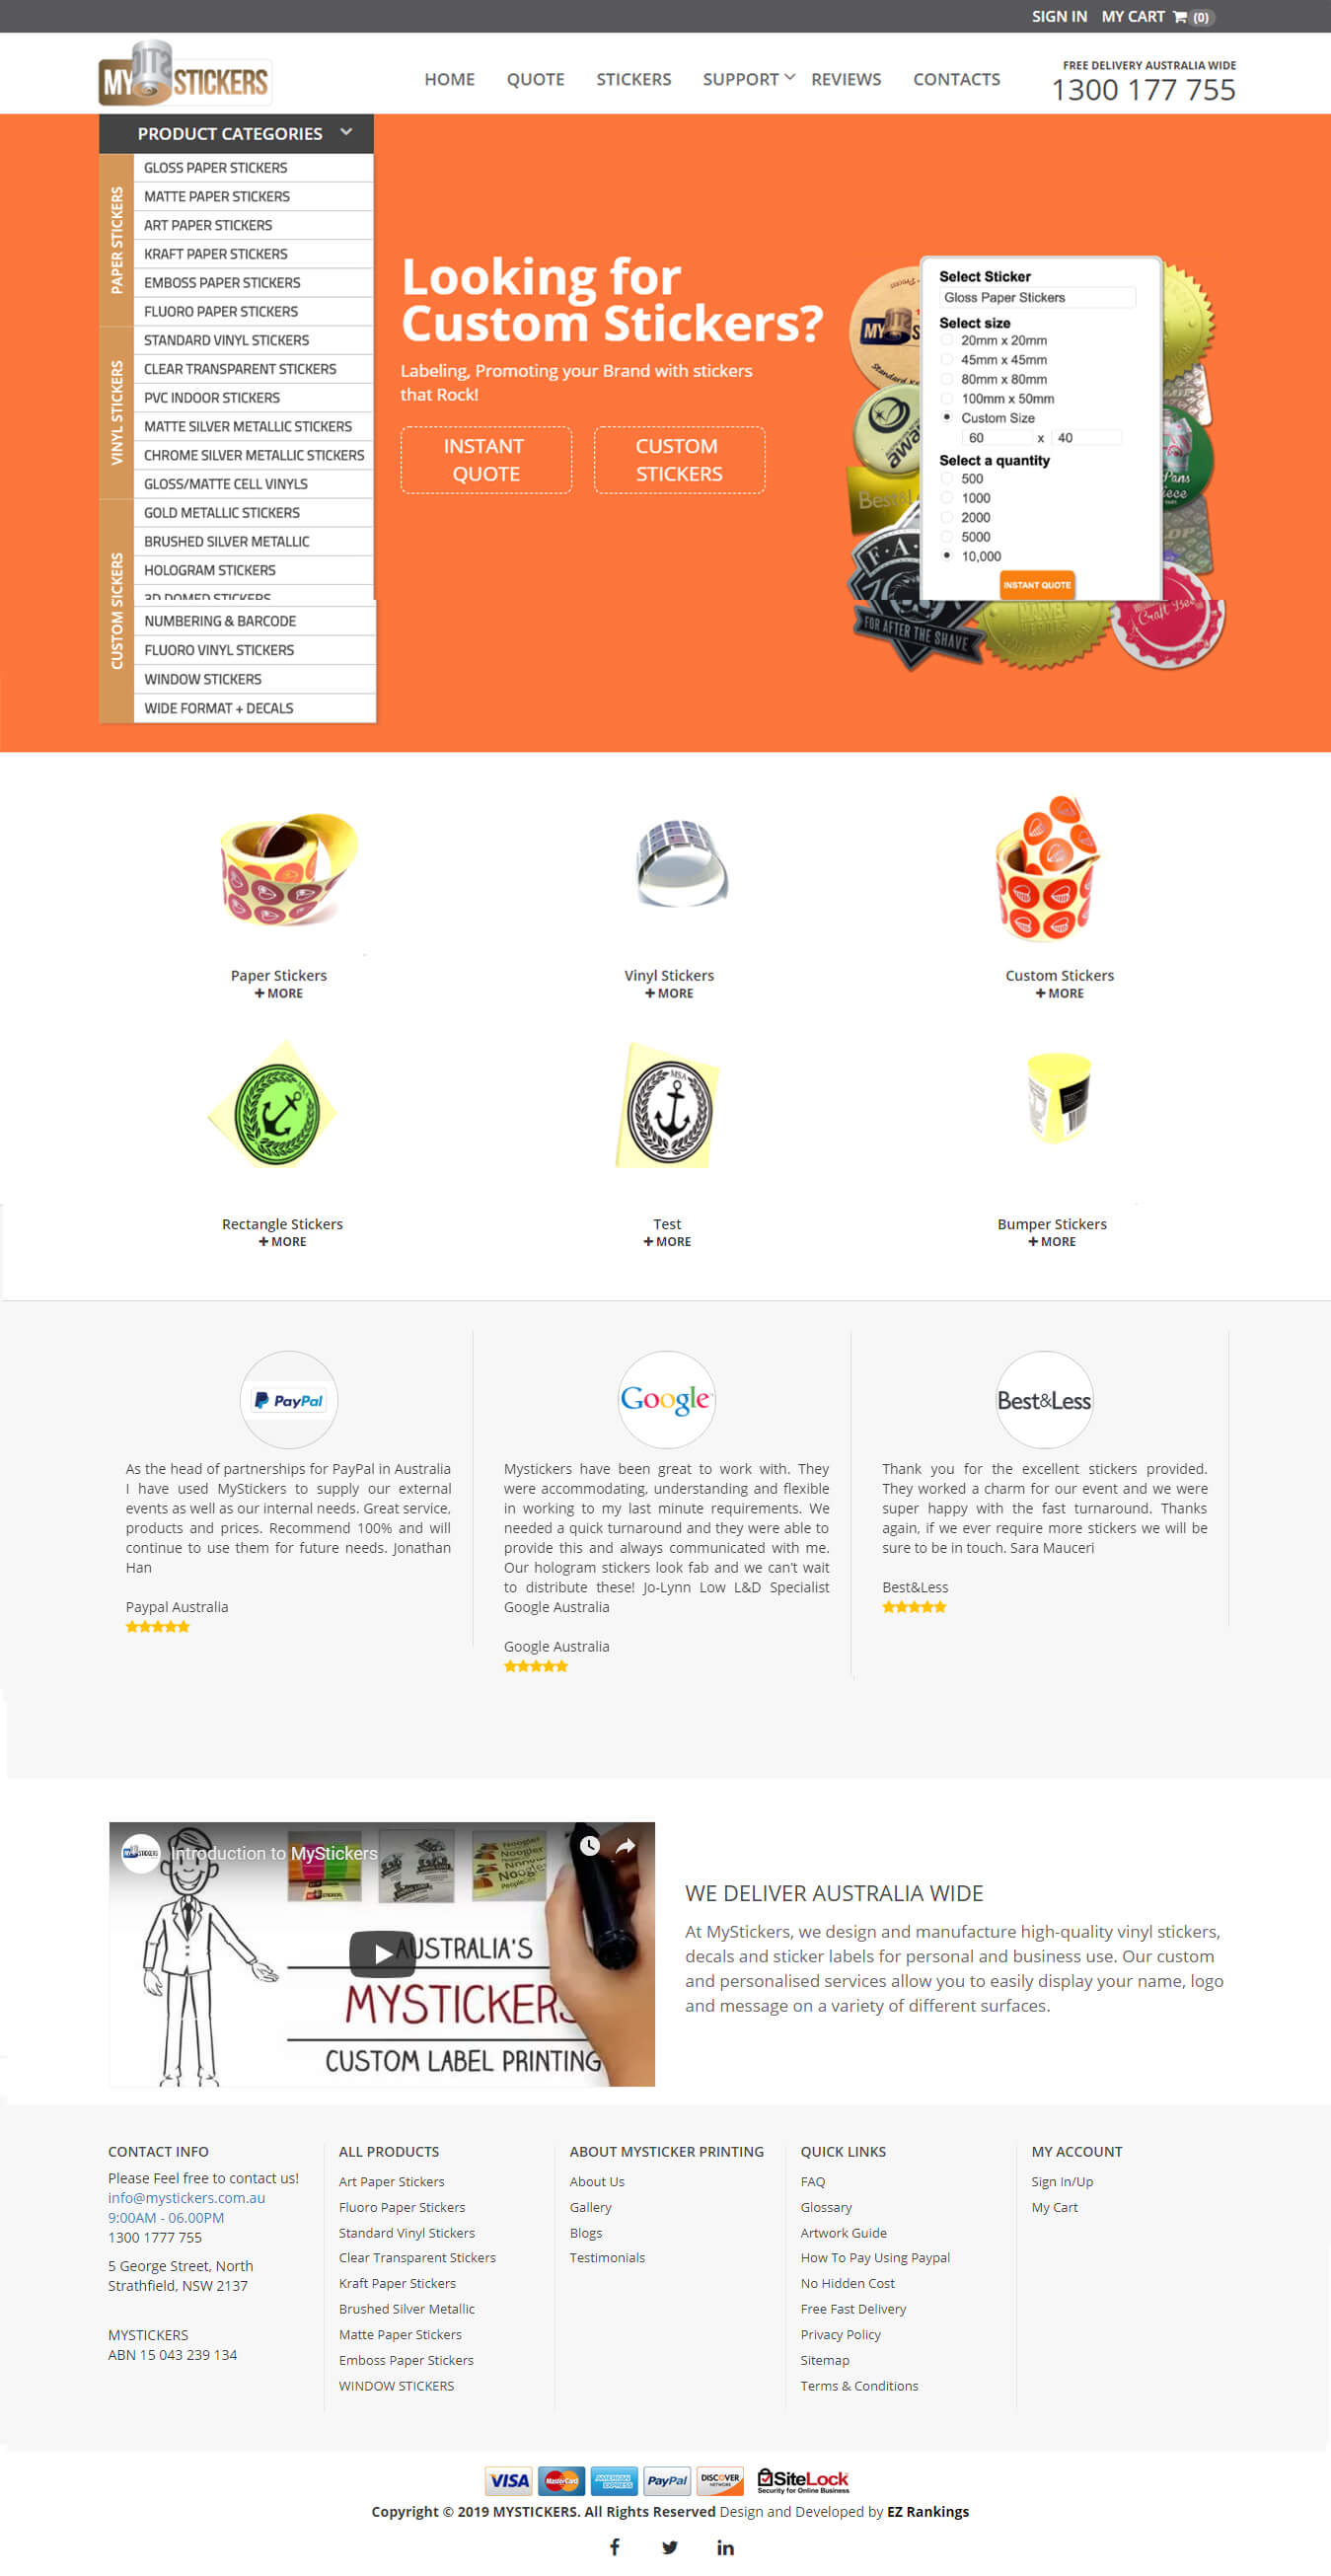 SIGN IN MY CART (0)
MY STICKERS
HOME QUOTE STICKERS SUPPORT REVIEWS CONTACTS
FREE DELIVERY AUSTRALIA WIDE
1300 177 755
PRODUCT CATEGORIES
PAPER STICKERS
GLOSS PAPER STICKERS
MATTE PAPER STICKERS
ART PAPER STICKERS
KRAFT PAPER STICKERS
EMBOSS PAPER STICKERS
FLUORO PAPER STICKERS
VINYL STICKERS
STANDARD VINYL STICKERS
CLEAR TRANSPARENT STICKERS
PVC INDOOR STICKERS
MATTE SILVER METALLIC STICKERS
CHROME SILVER METALLIC STICKERS
GLOSS/MATTE CELL VINYLS
CUSTOM SICKERS
GOLD METALLIC STICKERS
BRUSHED SILVER METALLIC
HOLOGRAM STICKERS
3D DOMED STICKERS
NUMBERING & BARCODE
FLUORO VINYL STICKERS
WINDOW STICKERS
WIDE FORMAT + DECALS
Looking for
Custom Stickers?
Labeling, Promoting your Brand with stickers
that Rock!
INSTANT
QUOTE
CUSTOM
STICKERS
Select Sticker
Gloss Paper Stickers
Select size
20mm x 20mm
45mm x 45mm
80mm x 80mm
100mm x 50mm
Custom Size
60 x 40
Select a quantity
500
1000
2000
5000
10,000
INSTANT QUOTE
MY S
Standard
awa
Best&L
F·A·
FOR AFTER THE SHAVE
MARVEL
Craft Bee
Pans
iece
Paper Stickers
+ MORE
Vinyl Stickers
+ MORE
Custom Stickers
+ MORE
MSA
MSA
Rectangle Stickers
+ MORE
Test
+ MORE
Bumper Stickers
+ MORE
PayPal
As the head of partnerships for PayPal in Australia
I have used MyStickers to supply our external
events as well as our internal needs. Great service,
products and prices. Recommend 100% and will
continue to use them for future needs. Jonathan
Han
Paypal Australia
Google
Mystickers have been great to work with. They
were accommodating, understanding and flexible
in working to my last minute requirements. We
needed a quick turnaround and they were able to
provide this and always communicated with me.
Our hologram stickers look fab and we can't wait
to distribute these! Jo-Lynn Low L&D Specialist
Google Australia
Google Australia
Best&Less
Thank you for the excellent stickers provided.
They worked a charm for our event and we were
super happy with the fast turnaround. Thanks
again, if we ever require more stickers we will be
sure to be in touch. Sara Mauceri
Best&Less
Introduction to MyStickers
Noogler
Noogler
AUSTRALIA'S
MYSTICKERS
CUSTOM LABEL PRINTING
WE DELIVER AUSTRALIA WIDE
At MyStickers, we design and manufacture high-quality vinyl stickers,
decals and sticker labels for personal and business use. Our custom
and personalised services allow you to easily display your name, logo
and message on a variety of different surfaces.
CONTACT INFO
Please Feel free to contact us!
info@mystickers.com.au
9:00AM - 06.00PM
1300 1777 755
5 George Street, North
Strathfield, NSW 2137
MYSTICKERS
ABN 15 043 239 134
ALL PRODUCTS
Art Paper Stickers
Fluoro Paper Stickers
Standard Vinyl Stickers
Clear Transparent Stickers
Kraft Paper Stickers
Brushed Silver Metallic
Matte Paper Stickers
Emboss Paper Stickers
WINDOW STICKERS
ABOUT MYSTICKER PRINTING
About Us
Gallery
Blogs
Testimonials
QUICK LINKS
FAQ
Glossary
Artwork Guide
How To Pay Using Paypal
No Hidden Cost
Free Fast Delivery
Privacy Policy
Sitemap
Terms & Conditions
MY ACCOUNT
Sign In/Up
My Cart
VISA MasterCard AMERICAN EXPRESS PayPal DISCOVER NETWORK SiteLock
Security for Online Business
Copyright © 2019 MYSTICKERS. All Rights Reserved Design and Developed by EZ Rankings